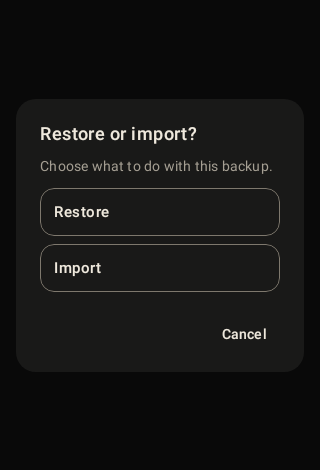 Restore or import?
Choose what to do with this backup.
Restore
Import
Cancel